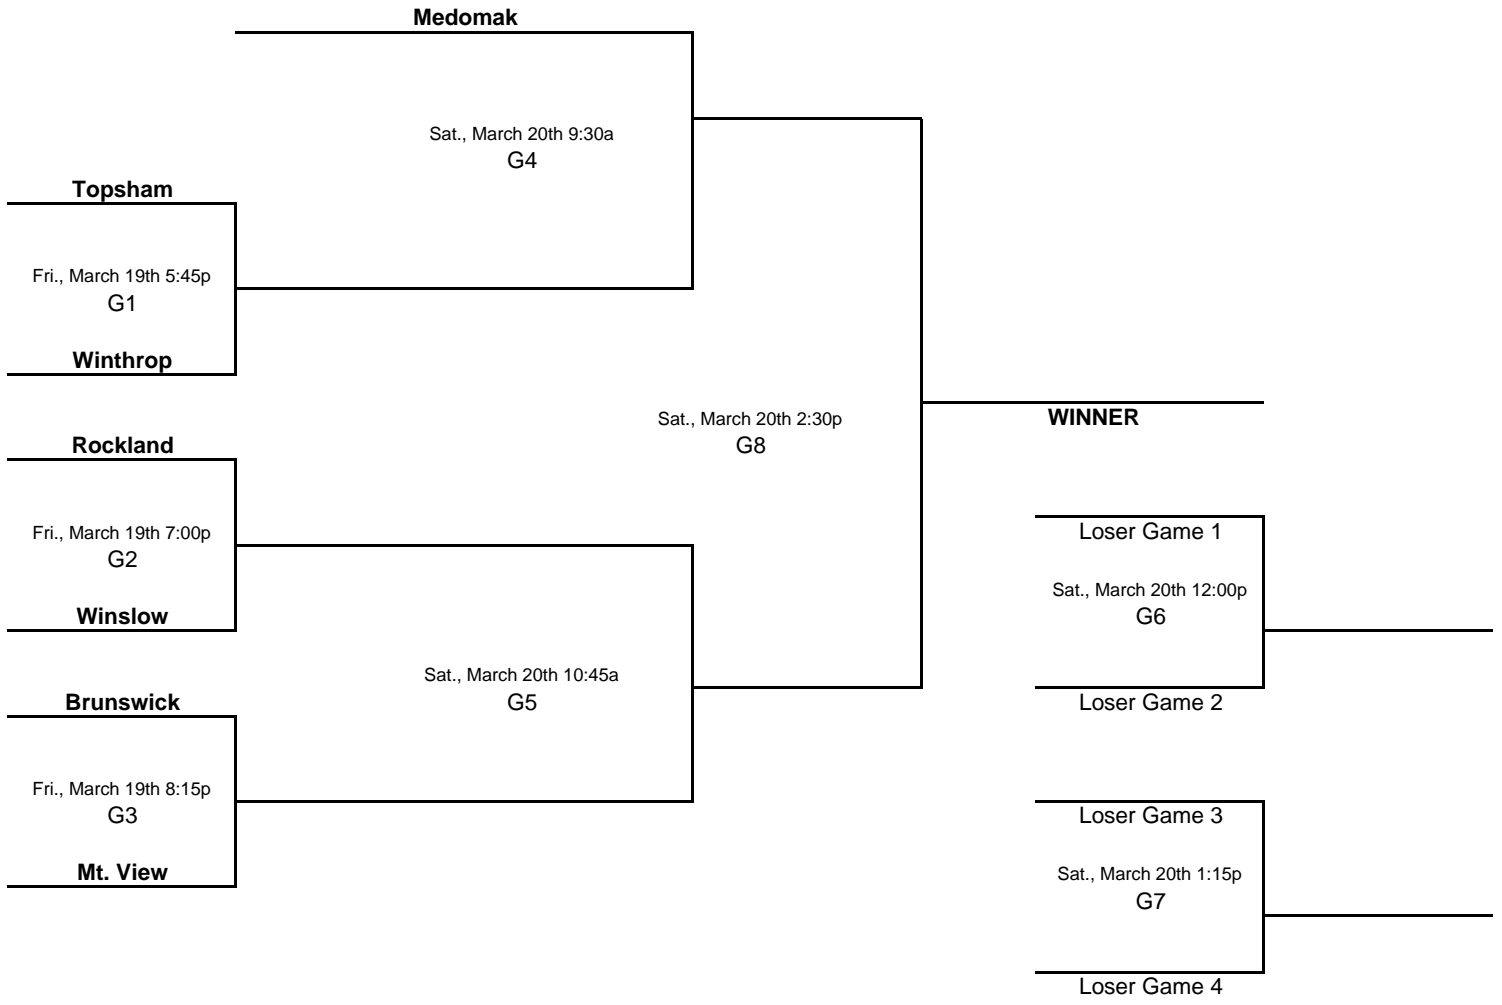 Medomak
Sat., March 20th 9:30a
G4
Topsham
Fri., March 19th 5:45p
G1
Winthrop
Sat., March 20th 2:30p
G8
WINNER
Rockland
Fri., March 19th 7:00p
G2
Winslow
Loser Game 1
Sat., March 20th 12:00p
G6
Loser Game 2
Sat., March 20th 10:45a
G5
Brunswick
Fri., March 19th 8:15p
G3
Mt. View
Loser Game 3
Sat., March 20th 1:15p
G7
Loser Game 4